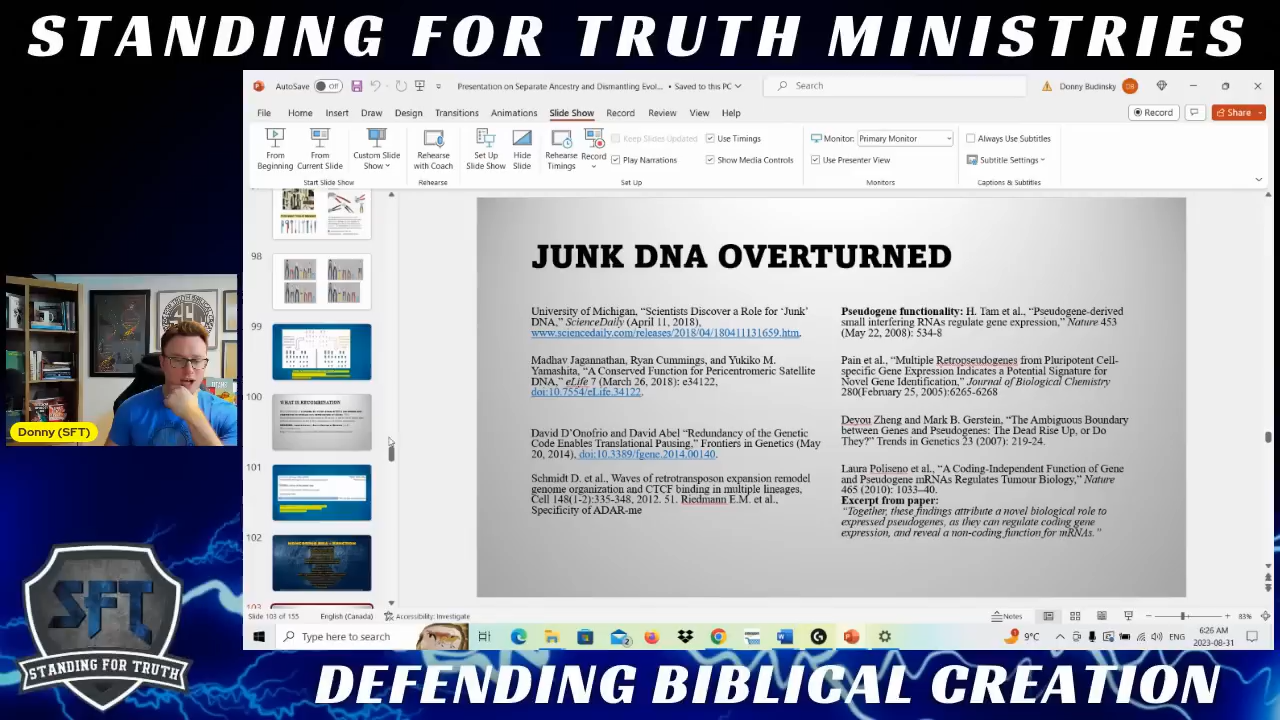 STANDING FOR TRUTH MINISTRIES
AutoSave Off
Presentation on Separate Ancestry and Dismantling Evol... • Saved to this PC
Search
Donny Budinsky DB
File Home Insert Draw Design Transitions Animations Slide Show Record Review View Help
Record
Share
From Beginning
From Current Slide
Custom Slide Show
Rehearse with Coach
Set Up Slide Show
Hide Slide
Rehearse Timings
Record
Keep Slides Updated
Play Narrations
Use Timings
Show Media Controls
Monitor: Primary Monitor
Use Presenter View
Always Use Subtitles
Subtitle Settings
Start Slide Show
Rehearse
Set Up
Monitors
Captions & Subtitles
98
99
100
WHAT IS RECOMBINATION
101
102
103
JUNK DNA OVERTURNED
University of Michigan, “Scientists Discover a Role for ‘Junk’
DNA,” ScienceDaily (April 11, 2018),
www.sciencedaily.com/releases/2018/04/180411131659.htm.
Madhav Jagannathan, Ryan Cummings, and Yukiko M.
Yamashita, “A Conserved Function for Pericentromeric Satellite
DNA,” eLife 7 (March 26, 2018): e34122,
doi:10.7554/eLife.34122.
David D’Onofrio and David Abel “Redundancy of the Genetic
Code Enables Translational Pausing,” Frontiers in Genetics (May
20, 2014), doi:10.3389/fgene.2014.00140.
Schmidt D. et al., Waves of retrotransposon expansion remodel
genome organization and CTCF binding in multiple lineages,
Cell 148(1-2):335-348, 2012. 51. Riedmann E.M. et al.,
Specificity of ADAR-me
Pseudogene functionality: H. Tam et al., “Pseudogene-derived
small interfering RNAs regulate gene expression,” Nature 453
(May 22, 2008): 534-8
Pain et al., “Multiple Retropseudogenes from Pluripotent Cell-
specific Gene Expression Indicates a Potential Signature for
Novel Gene Identification,” Journal of Biological Chemistry
280(February 25, 2005):6265-6268
Deyou Zheng and Mark B. Gerstein, “The Ambiguous Boundary
between Genes and Pseudogenes: The Dead Rise Up, or Do
They?” Trends in Genetics 23 (2007): 219-24.
Laura Poliseno et al., “A Coding-Independent Function of Gene
and Pseudogene mRNAs Regulates Tumour Biology,” Nature
465 (2010): 1033–40.
Excerpt from paper:
“Together, these findings attribute a novel biological role to
expressed pseudogenes, as they can regulate coding gene
expression, and reveal a non-coding function for mRNAs.”
Donny (SFT)
Slide 103 of 155
English (Canada)
Accessibility: Investigate
Notes
83%
Type here to search
9°C
ENG
6:26 AM
2023-08-31
SFT
STANDING FOR TRUTH
DEFENDING BIBLICAL CREATION